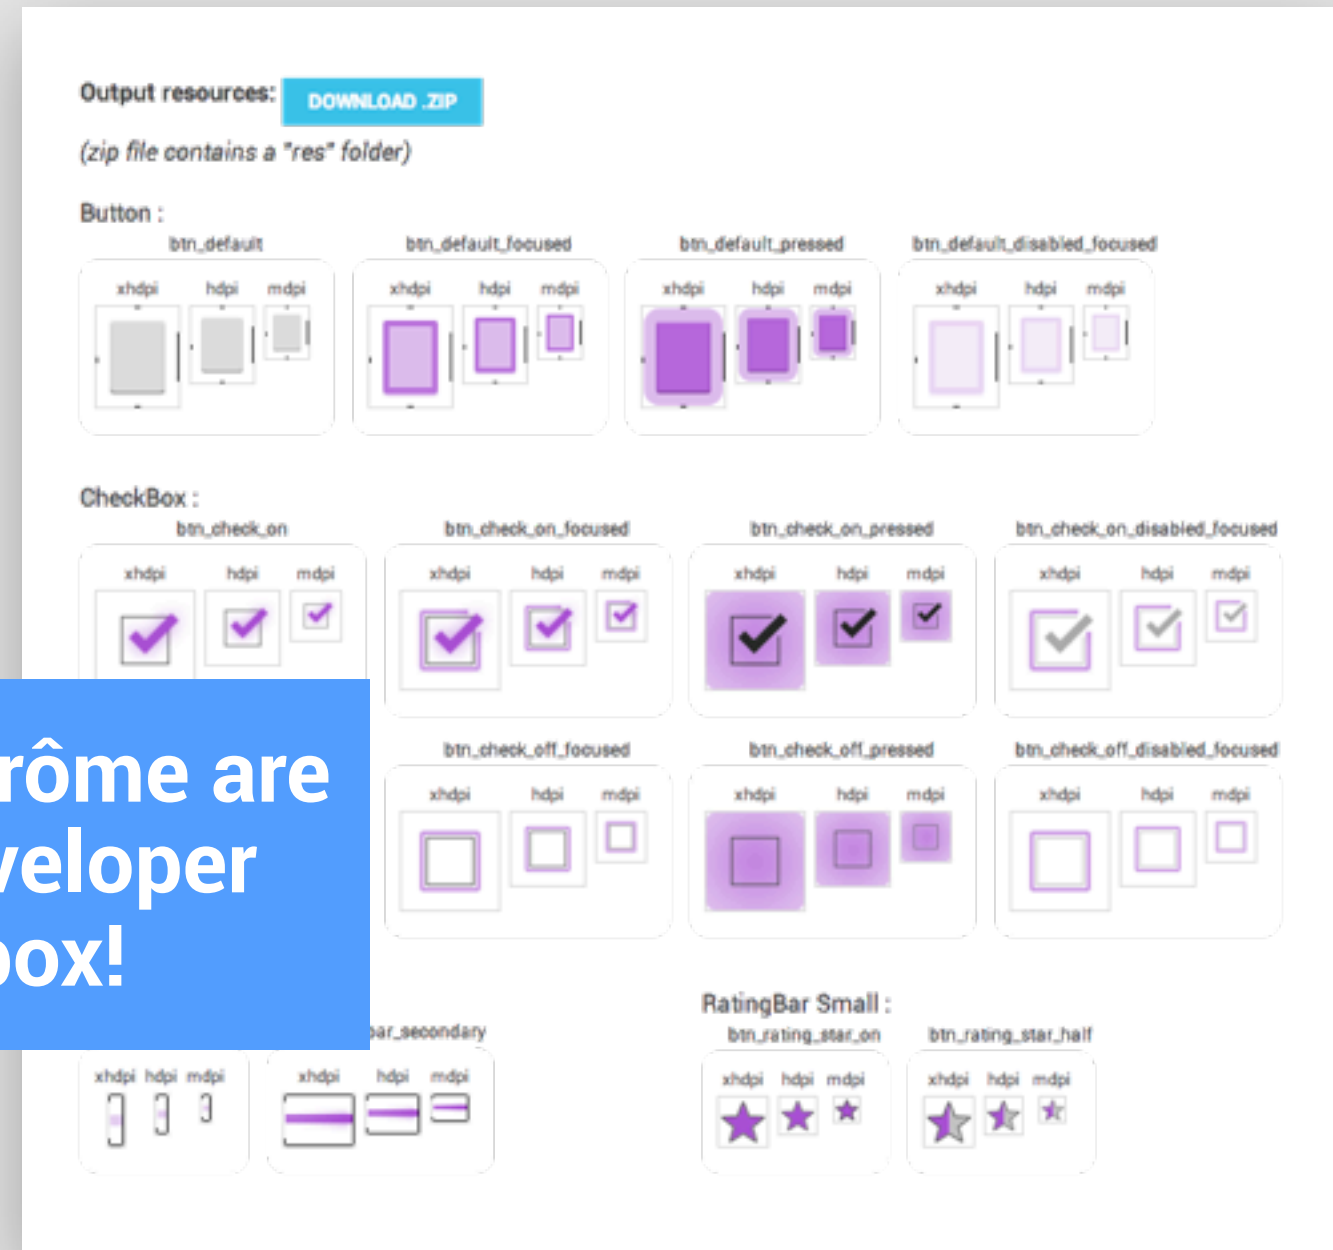 Output resources: DOWNLOAD .ZIP
(zip file contains a "res" folder)
Button :
btn_default btn_default_focused btn_default_pressed btn_default_disabled_focused
xhdpi hdpi mdpi xhdpi hdpi mdpi xhdpi hdpi mdpi xhdpi hdpi mdpi
CheckBox :
btn_check_on btn_check_on_focused btn_check_on_pressed btn_check_on_disabled_focused
xhdpi hdpi mdpi xhdpi hdpi mdpi xhdpi hdpi mdpi xhdpi hdpi mdpi
rôme are
veloper
box!
btn_check_off_focused btn_check_off_pressed btn_check_off_disabled_focused
xhdpi hdpi mdpi xhdpi hdpi mdpi xhdpi hdpi mdpi
RatingBar Small :
bar_secondary btn_rating_star_on btn_rating_star_half
xhdpi hdpi mdpi xhdpi hdpi mdpi xhdpi hdpi mdpi xhdpi hdpi mdpi